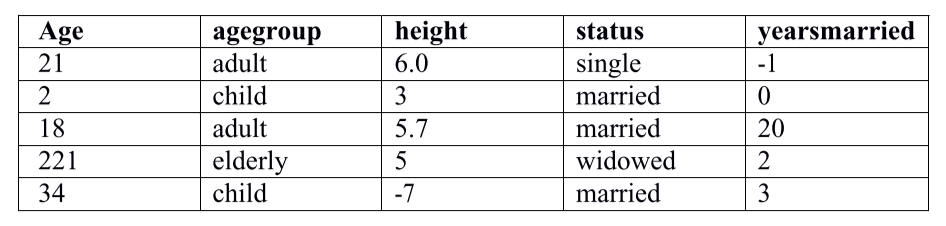 Age agegroup height status yearsmarried
21 adult 6.0 single -1
2 child 3 married 0
18 adult 5.7 married 20
221 elderly 5 widowed 2
34 child -7 married 3